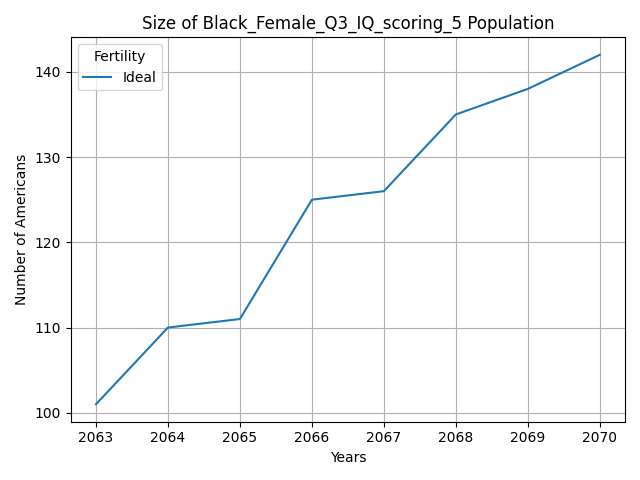 Size of Black_Female_Q3_IQ_scoring_5 Population
Fertility
Ideal
Number of Americans
140
130
120
110
100
2063 2064 2065 2066 2067 2068 2069 2070
Years